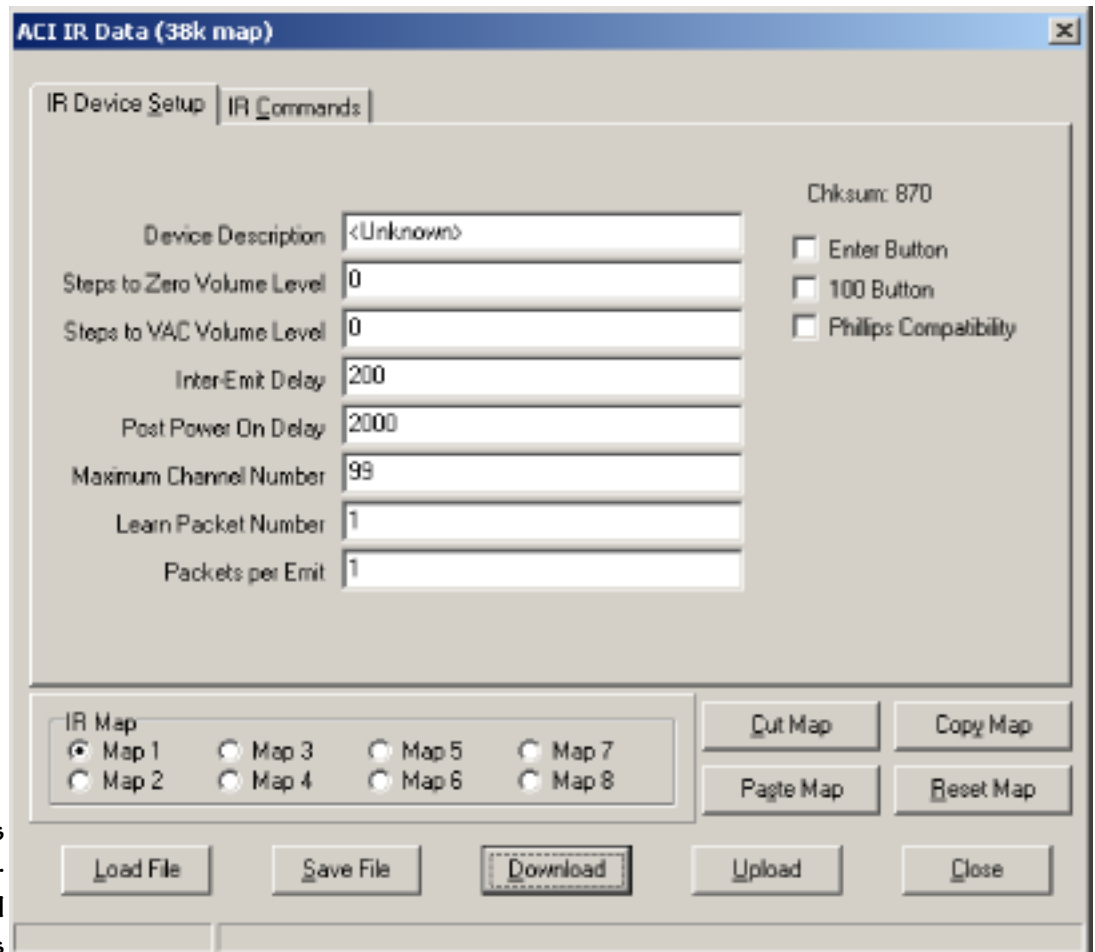 ACI IR Data (38k map)
IR Device Setup
IR Commands
Chksum: 870
Device Description <Unknown>
Steps to Zero Volume Level 0
Steps to VAC Volume Level 0
Inter-Emit Delay 200
Post Power On Delay 2000
Maximum Channel Number 99
Learn Packet Number 1
Packets per Emit 1
Enter Button
100 Button
Phillips Compatibility
IR Map
Map 1 Map 3 Map 5 Map 7
Map 2 Map 4 Map 6 Map 8
Cut Map Copy Map
Paste Map Reset Map
Load File Save File Download Upload Close